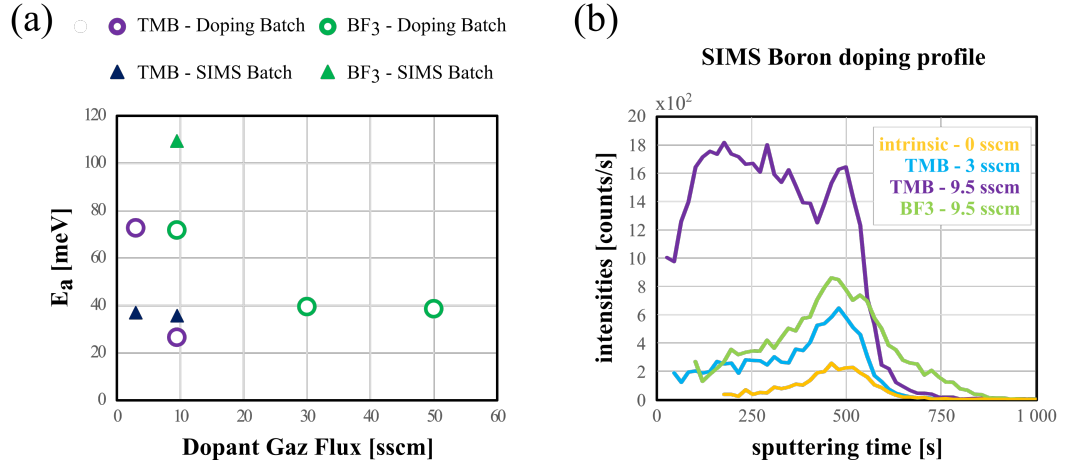 (a)
TMB - Doping Batch
BF3 - Doping Batch
TMB - SIMS Batch
BF3 - SIMS Batch
120
100
80
60
40
20
0
Ea [meV]
0 10 20 30 40 50 60
Dopant Gaz Flux [sscm]
(b)
SIMS Boron doping profile
x10²
20
18
16
14
12
10
8
6
4
2
0
intensities [counts/s]
intrinsic - 0 sscm
TMB - 3 sscm
TMB - 9.5 sscm
BF3 - 9.5 sscm
0 250 500 750 1 000
sputtering time [s]